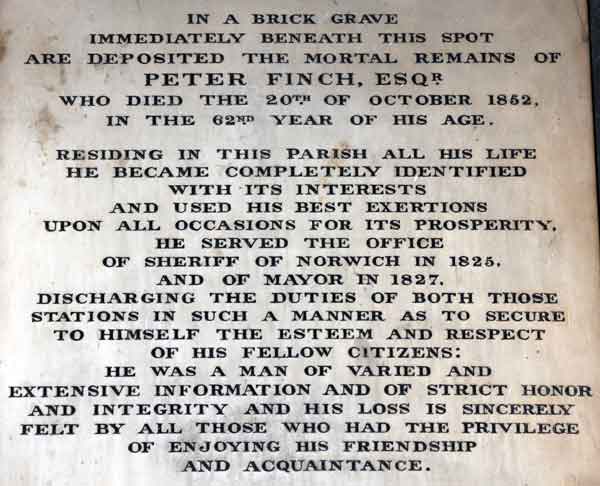 IN A BRICK GRAVE
IMMEDIATELY BENEATH THIS SPOT
ARE DEPOSITED THE MORTAL REMAINS OF
PETER FINCH, ESQR
WHO DIED THE 20TH OF OCTOBER 1852,
IN THE 62ND YEAR OF HIS AGE.
RESIDING IN THIS PARISH ALL HIS LIFE
HE BECAME COMPLETELY IDENTIFIED
WITH ITS INTERESTS
AND USED HIS BEST EXERTIONS
UPON ALL OCCASIONS FOR ITS PROSPERITY,
HE SERVED THE OFFICE
OF SHERIFF OF NORWICH IN 1825,
AND OF MAYOR IN 1827,
DISCHARGING THE DUTIES OF BOTH THOSE
STATIONS IN SUCH A MANNER AS TO SECURE
TO HIMSELF THE ESTEEM AND RESPECT
OF HIS FELLOW CITIZENS:
HE WAS A MAN OF VARIED AND
EXTENSIVE INFORMATION AND OF STRICT HONOR
AND INTEGRITY AND HIS LOSS IS SINCERELY
FELT BY ALL THOSE WHO HAD THE PRIVILEGE
OF ENJOYING HIS FRIENDSHIP
AND ACQUAINTANCE.